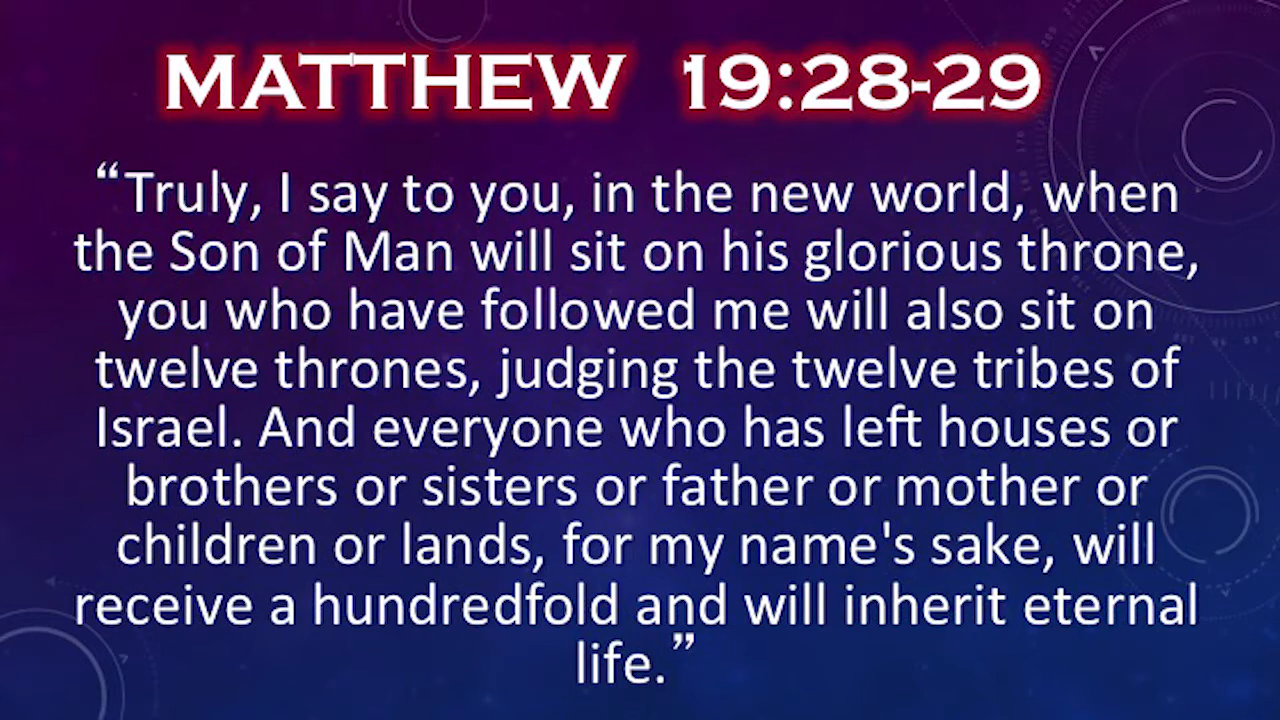 MATTHEW 19:28-29
“Truly, I say to you, in the new world, when
the Son of Man will sit on his glorious throne,
you who have followed me will also sit on
twelve thrones, judging the twelve tribes of
Israel. And everyone who has left houses or
brothers or sisters or father or mother or
children or lands, for my name's sake, will
receive a hundredfold and will inherit eternal
life.”